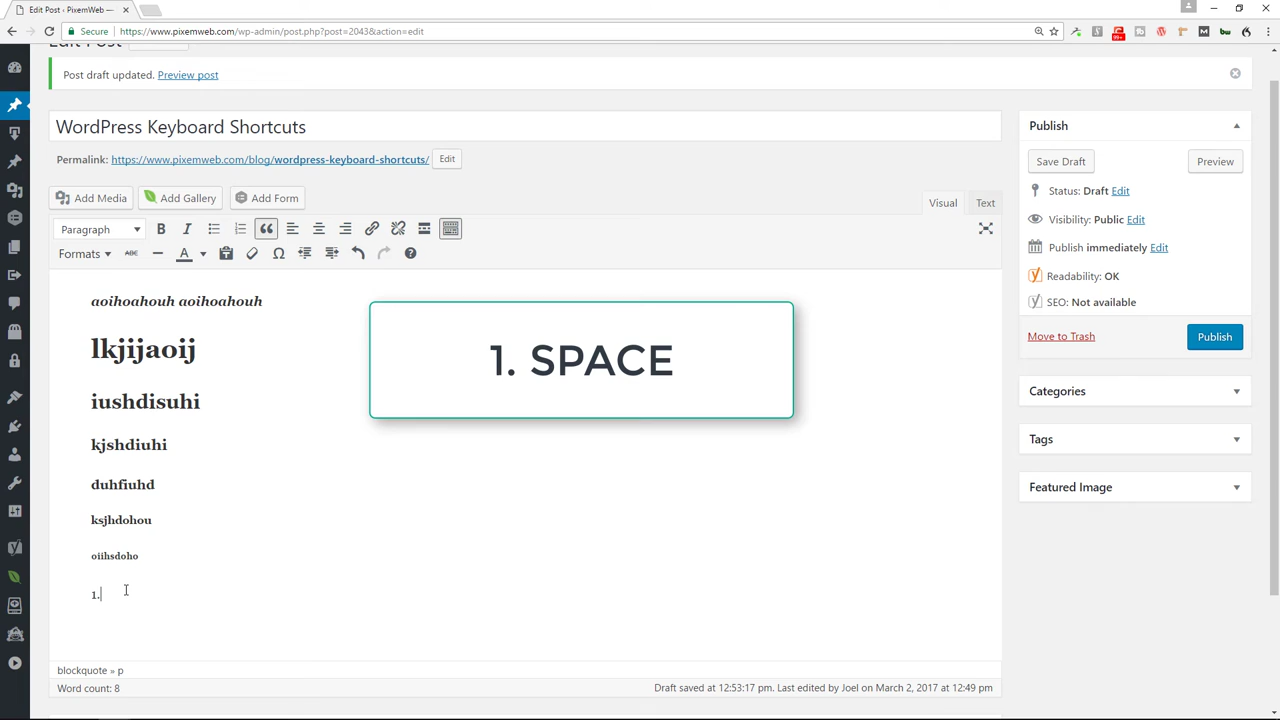 Edit Post ‹ PixemWeb —
Secure
https://www.pixemweb.com/wp-admin/post.php?post=2043&action=edit
99+
Edit Post
Post draft updated. Preview post
WordPress Keyboard Shortcuts
Permalink: https://www.pixemweb.com/blog/wordpress-keyboard-shortcuts/ Edit
Add Media Add Gallery Add Form
Visual Text
Paragraph B I
Formats ABC A Ω
aoihoahouh aoihoahouh
lkjijaoij
iushdisuhi
kjshdiuhi
duhfiuhd
ksjhdohou
oiihsdoho
1.
1. SPACE
blockquote » p
Word count: 8
Draft saved at 12:53:17 pm. Last edited by Joel on March 2, 2017 at 12:49 pm
Publish
Save Draft Preview
Status: Draft Edit
Visibility: Public Edit
Publish immediately Edit
Readability: OK
SEO: Not available
Move to Trash Publish
Categories
Tags
Featured Image